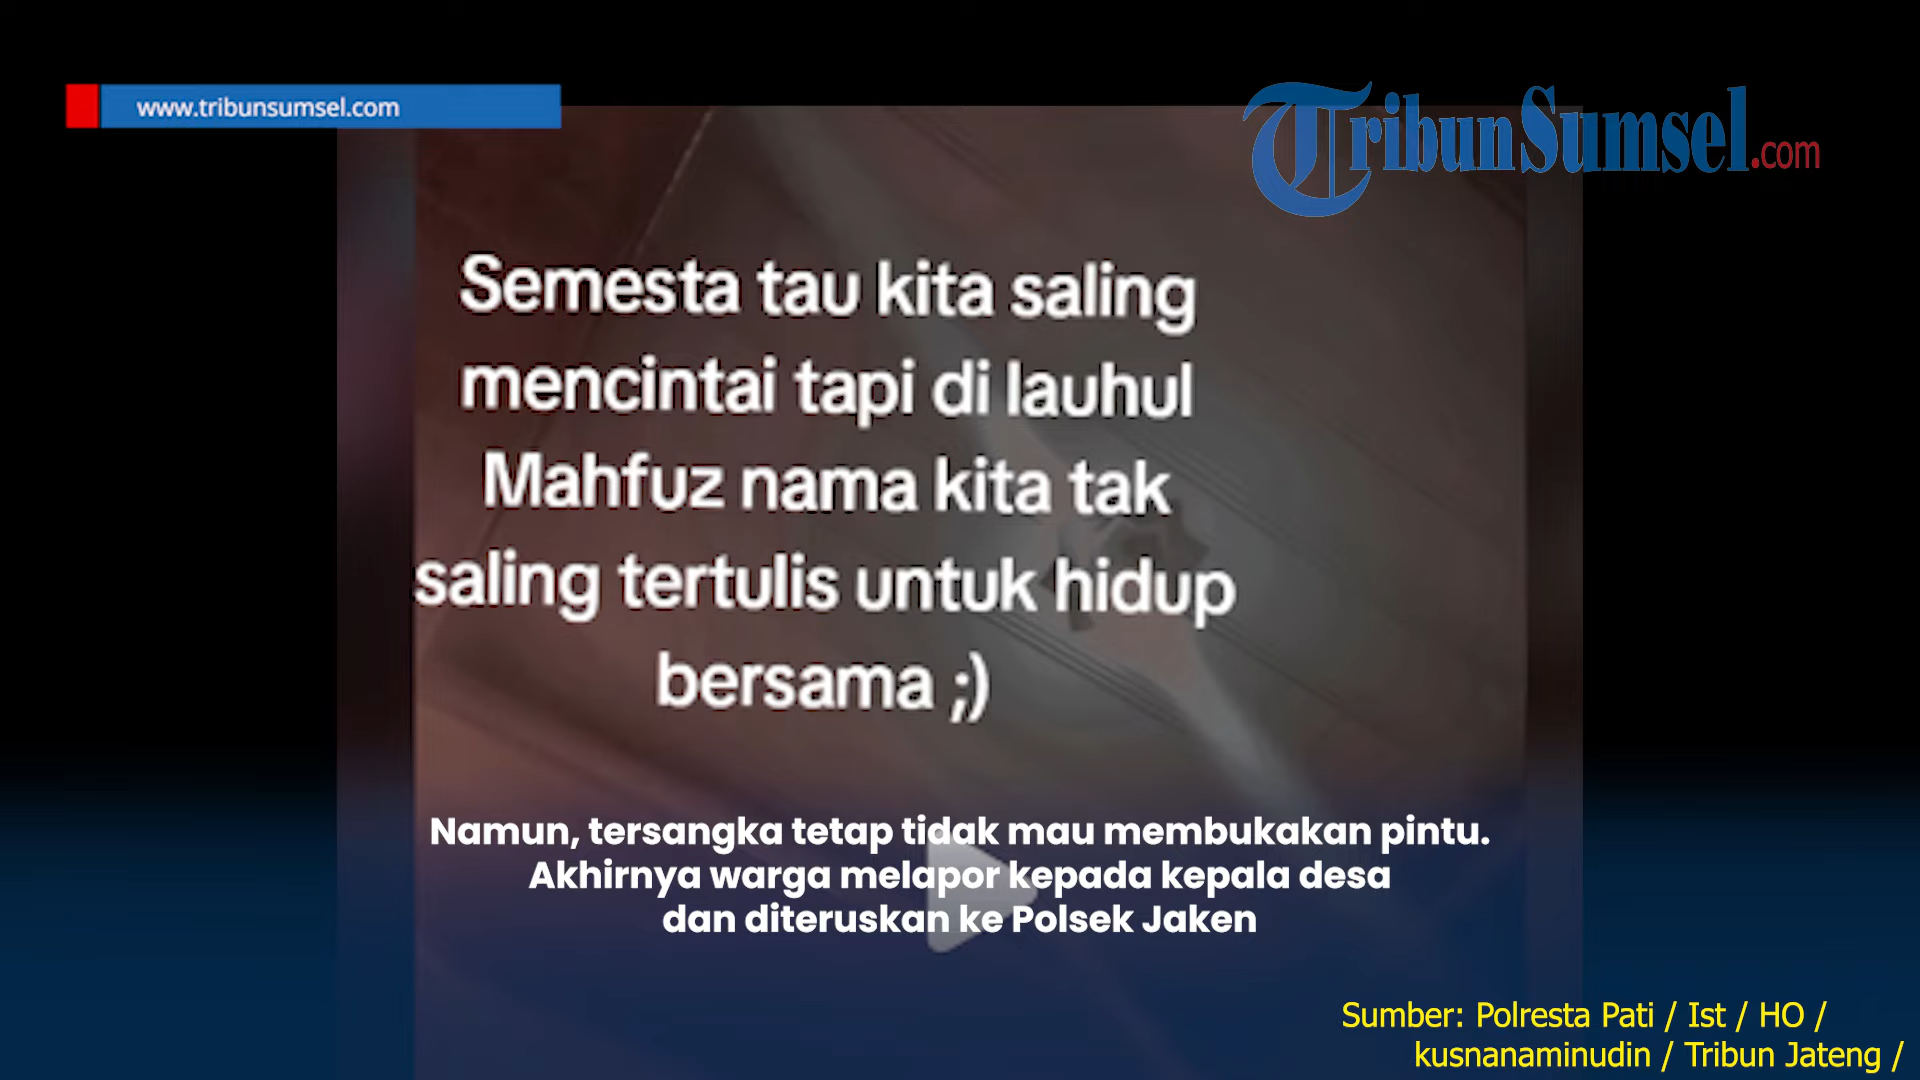 www.tribunsumsel.com
TribunSumsel.com
Semesta tau kita saling
mencintai tapi di lauhul
Mahfuz nama kita tak
saling tertulis untuk hidup
bersama ;)
Namun, tersangka tetap tidak mau membukakan pintu.
Akhirnya warga melapor kepada kepala desa
dan diteruskan ke Polsek Jaken
Sumber: Polresta Pati / Ist / HO /
kusnanaminudin / Tribun Jateng /